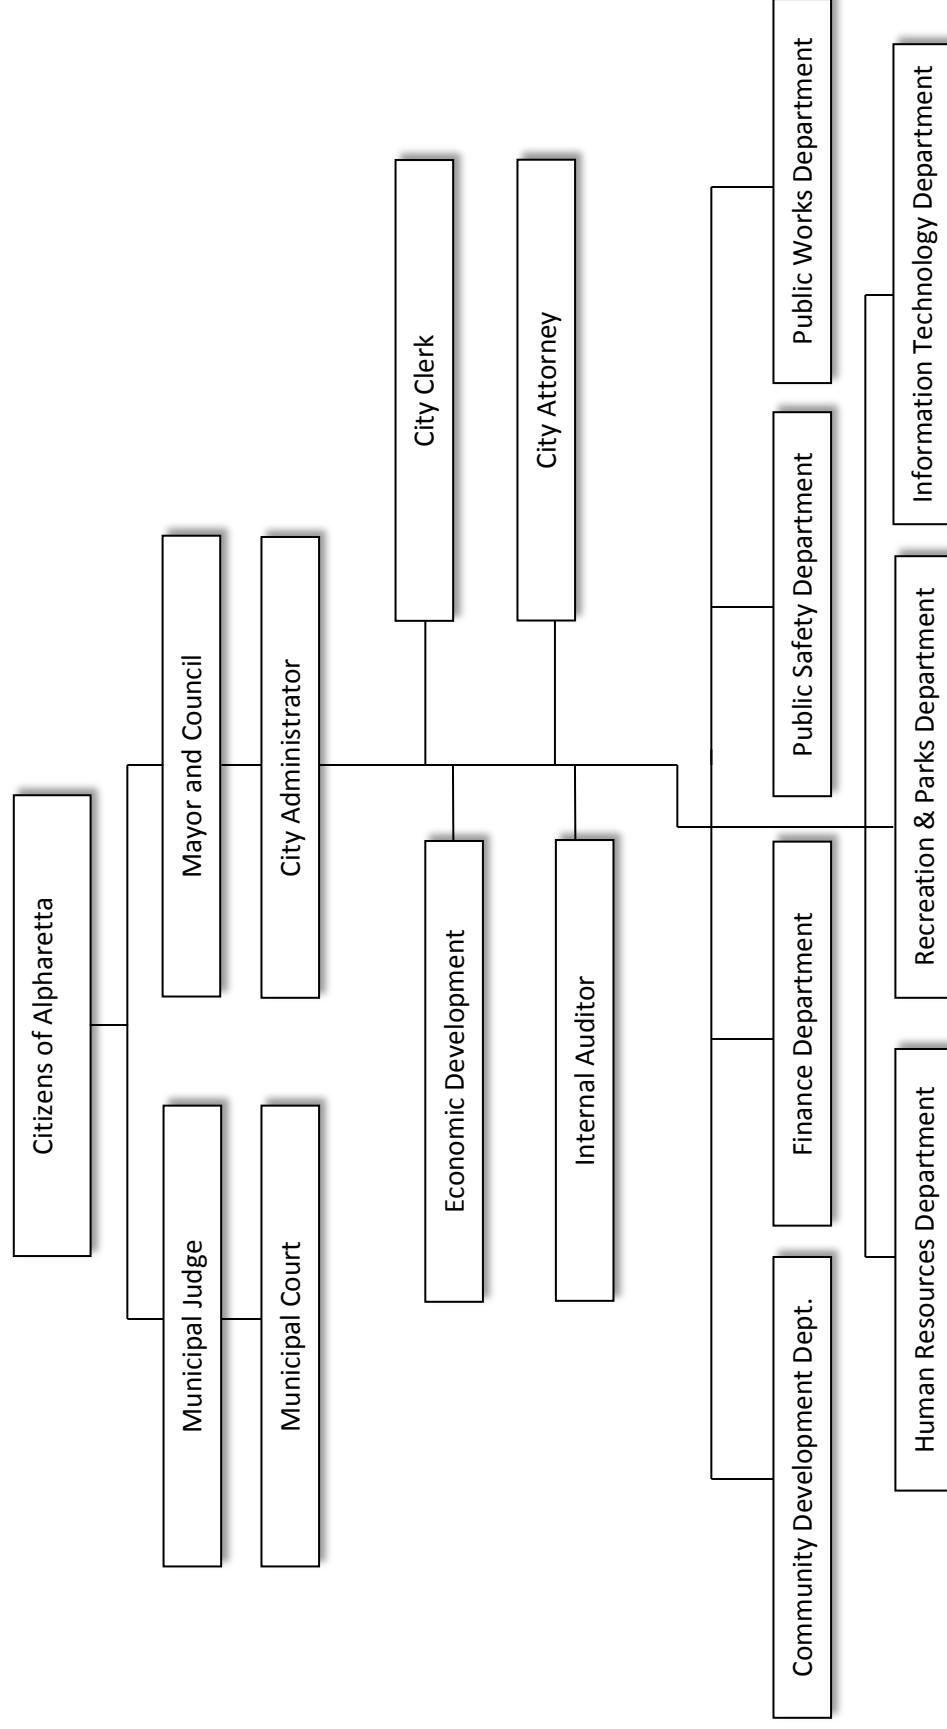 Citizens of Alpharetta
Municipal Judge
Mayor and Council
Municipal Court
City Administrator
City Clerk
Economic Development
City Attorney
Internal Auditor
Community Development Dept.
Finance Department
Public Safety Department
Public Works Department
Human Resources Department
Recreation & Parks Department
Information Technology Department